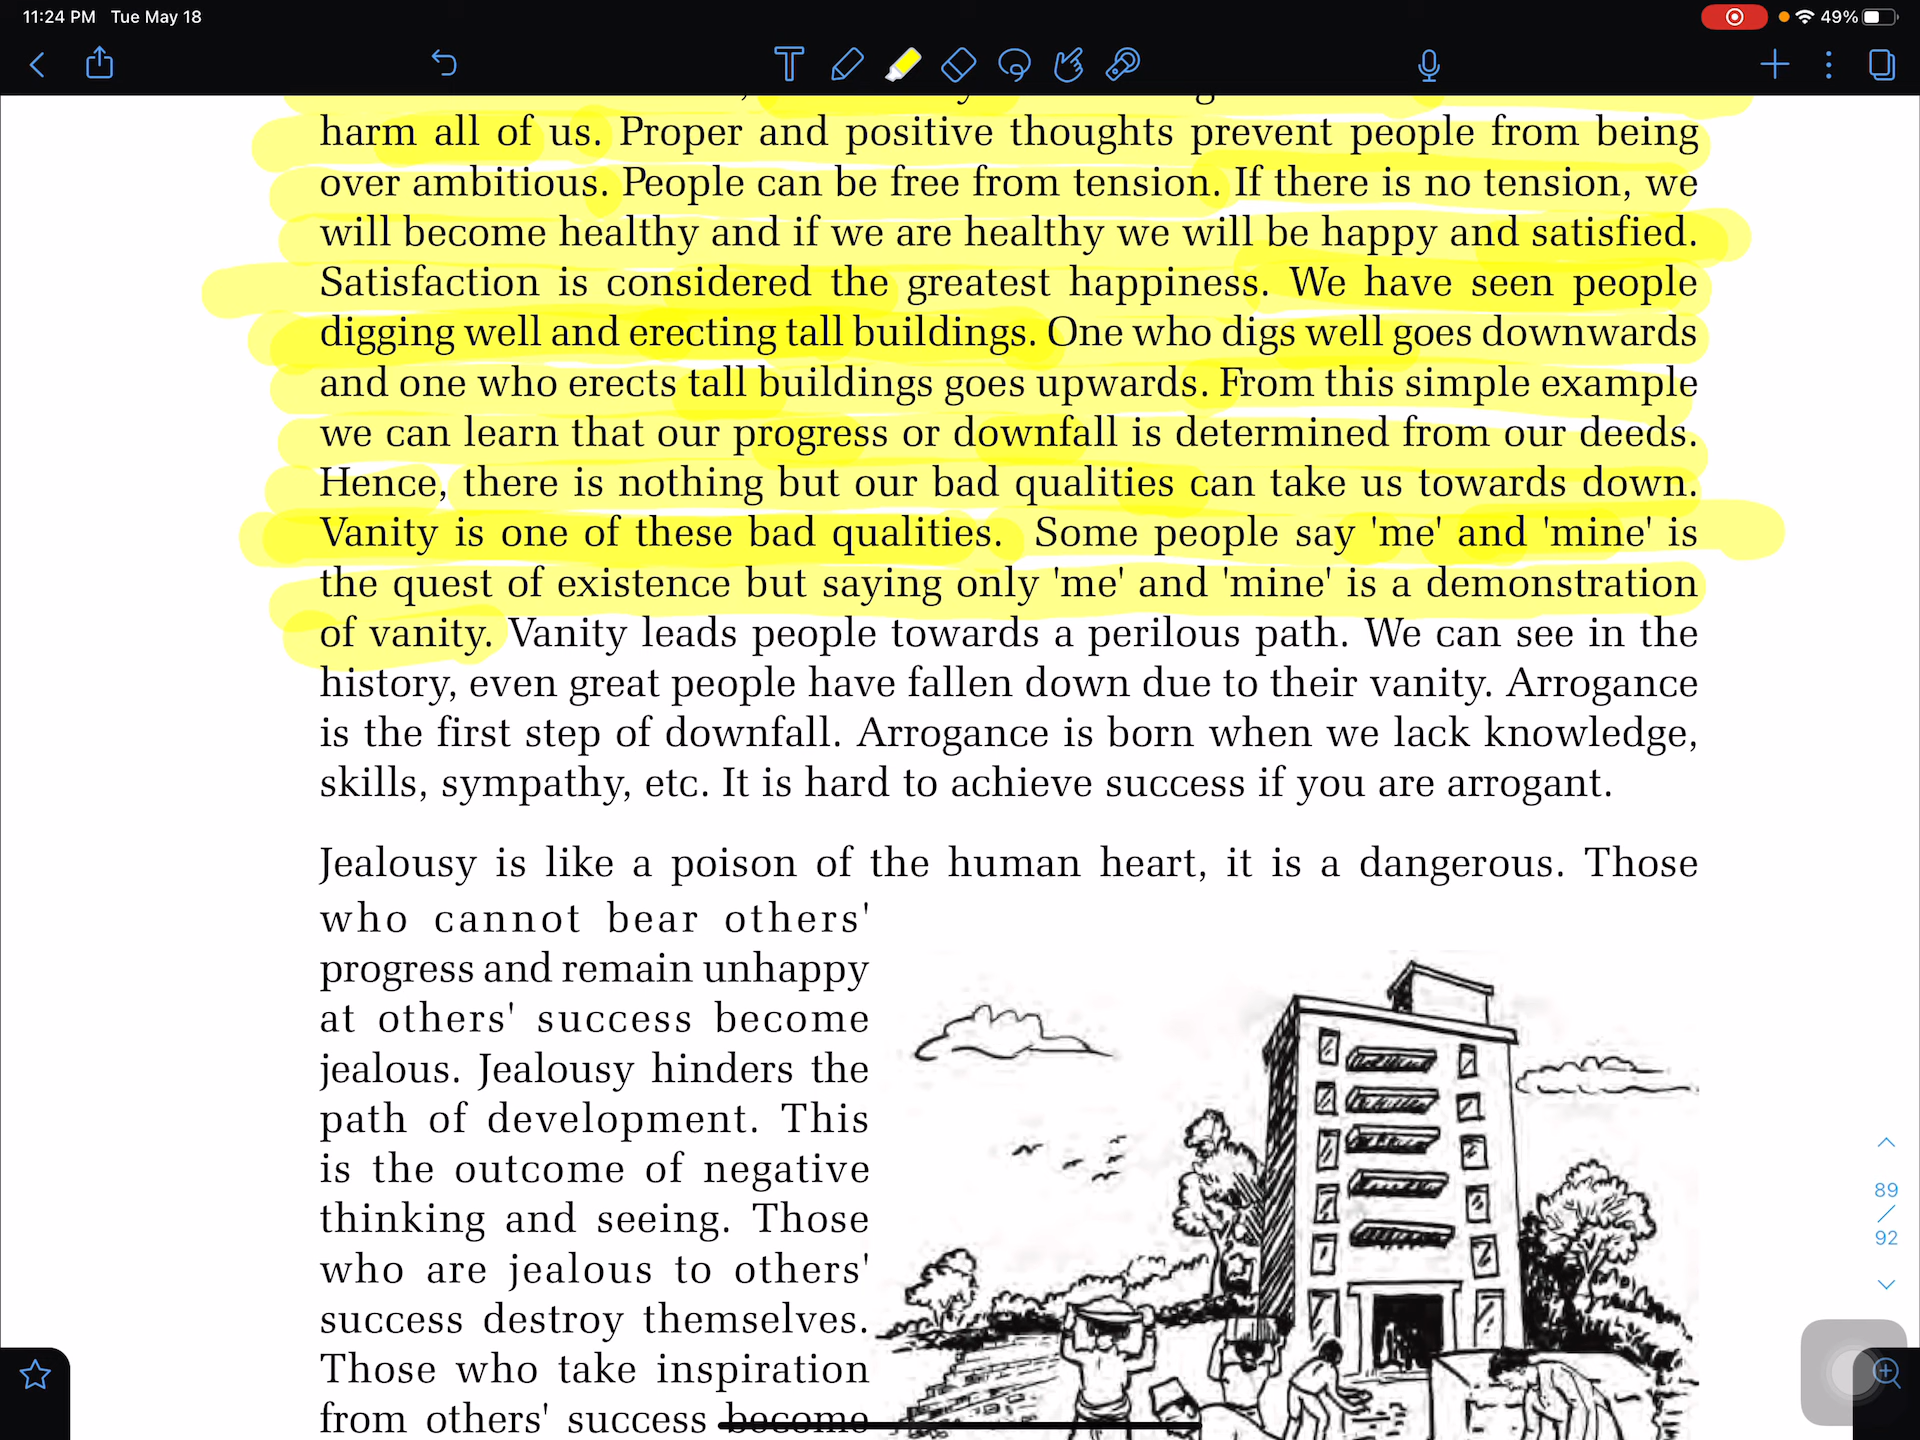 11:24 PM Tue May 18
49%
harm all of us. Proper and positive thoughts prevent people from being
over ambitious. People can be free from tension. If there is no tension, we
will become healthy and if we are healthy we will be happy and satisfied.
Satisfaction is considered the greatest happiness. We have seen people
digging well and erecting tall buildings. One who digs well goes downwards
and one who erects tall buildings goes upwards. From this simple example
we can learn that our progress or downfall is determined from our deeds.
Hence, there is nothing but our bad qualities can take us towards down.
Vanity is one of these bad qualities. Some people say 'me' and 'mine' is
the quest of existence but saying only 'me' and 'mine' is a demonstration
of vanity. Vanity leads people towards a perilous path. We can see in the
history, even great people have fallen down due to their vanity. Arrogance
is the first step of downfall. Arrogance is born when we lack knowledge,
skills, sympathy, etc. It is hard to achieve success if you are arrogant.
Jealousy is like a poison of the human heart, it is a dangerous. Those
who cannot bear others'
progress and remain unhappy
at others' success become
jealous. Jealousy hinders the
path of development. This
is the outcome of negative
thinking and seeing. Those
who are jealous to others'
success destroy themselves.
Those who take inspiration
from others' success become
89
/
92